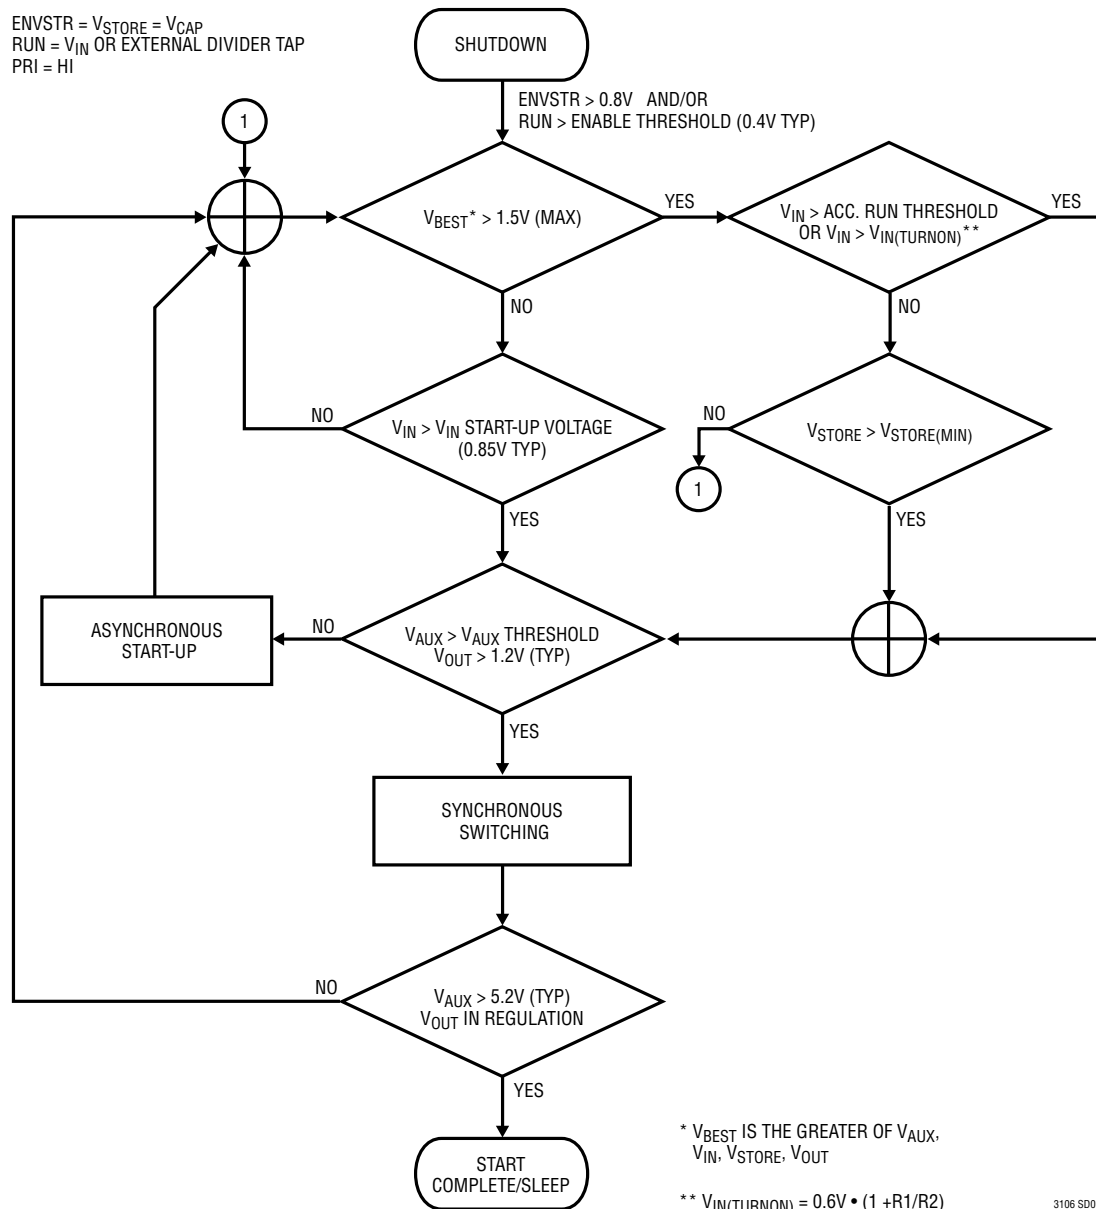 ENVSTR = VSTORE = VCAP
RUN = VIN OR EXTERNAL DIVIDER TAP
PRI = HI
SHUTDOWN
ENVSTR > 0.8V AND/OR
RUN > ENABLE THRESHOLD (0.4V TYP)
1
VBEST* > 1.5V (MAX)
YES
VIN > ACC. RUN THRESHOLD
OR VIN > VIN(TURNON)**
YES
NO
NO
NO
VIN > VIN START-UP VOLTAGE
(0.85V TYP)
NO
VSTORE > VSTORE(MIN)
1
YES
YES
ASYNCHRONOUS
START-UP
NO
VAUX > VAUX THRESHOLD
VOUT > 1.2V (TYP)
YES
SYNCHRONOUS
SWITCHING
NO
VAUX > 5.2V (TYP)
VOUT IN REGULATION
YES
START
COMPLETE/SLEEP
* VBEST IS THE GREATER OF VAUX,
VIN, VSTORE, VOUT
** VIN(TURNON) = 0.6V • (1 +R1/R2)
3106 SD0